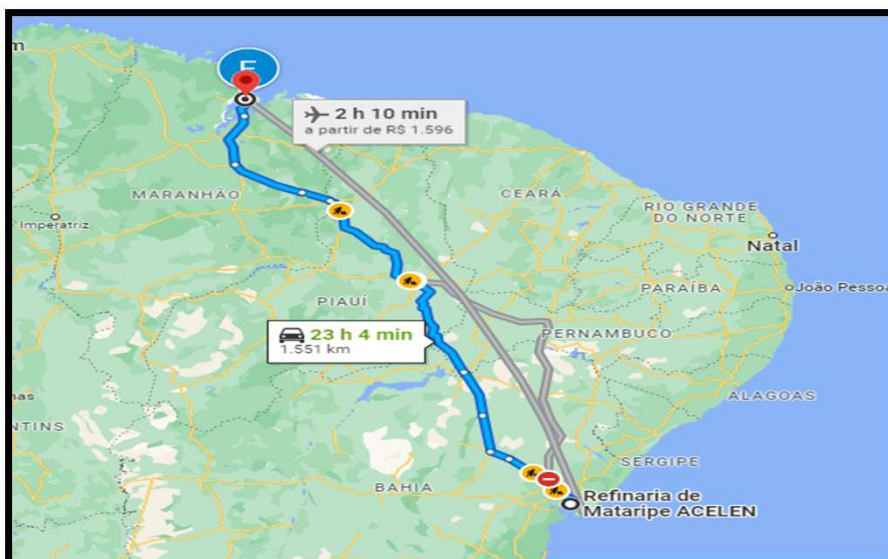 E
2 h 10 min
a partir de R$ 1.596
MARANHÃO
CEARÁ
RIO GRANDE
DO NORTE
Imperatriz
Natal
PIAUÍ
PARAÍBA
João Pessoa
23 h 4 min
1.551 km
PERNAMBUCO
ALAGOAS
NTINS
SERGIPE
BAHIA
Refinaria de
Mataripe ACELEN